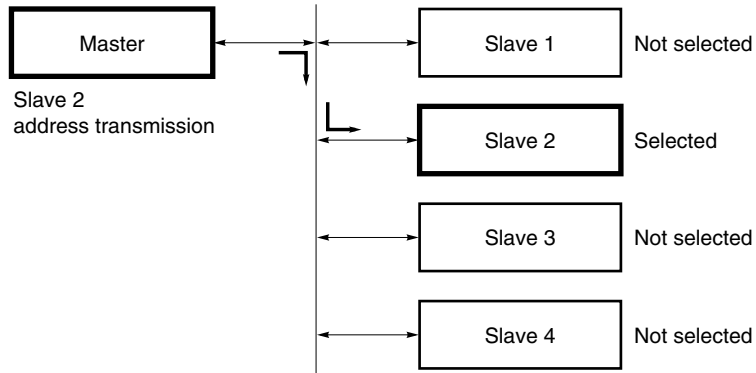 Master
Slave 2
address transmission
Slave 1
Not selected
Slave 2
Selected
Slave 3
Not selected
Slave 4
Not selected